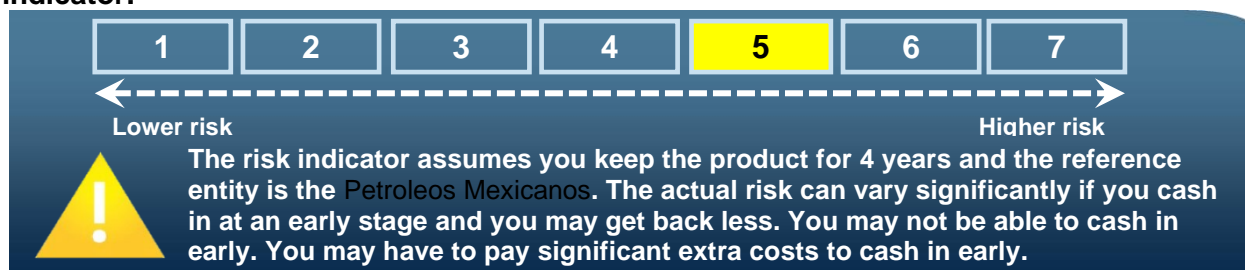 Indicator:
1 2 3 4 5 6 7
Lower risk Higher risk
The risk indicator assumes you keep the product for 4 years and the reference
entity is the Petroleos Mexicanos. The actual risk can vary significantly if you cash
in at an early stage and you may get back less. You may not be able to cash in
early. You may have to pay significant extra costs to cash in early.